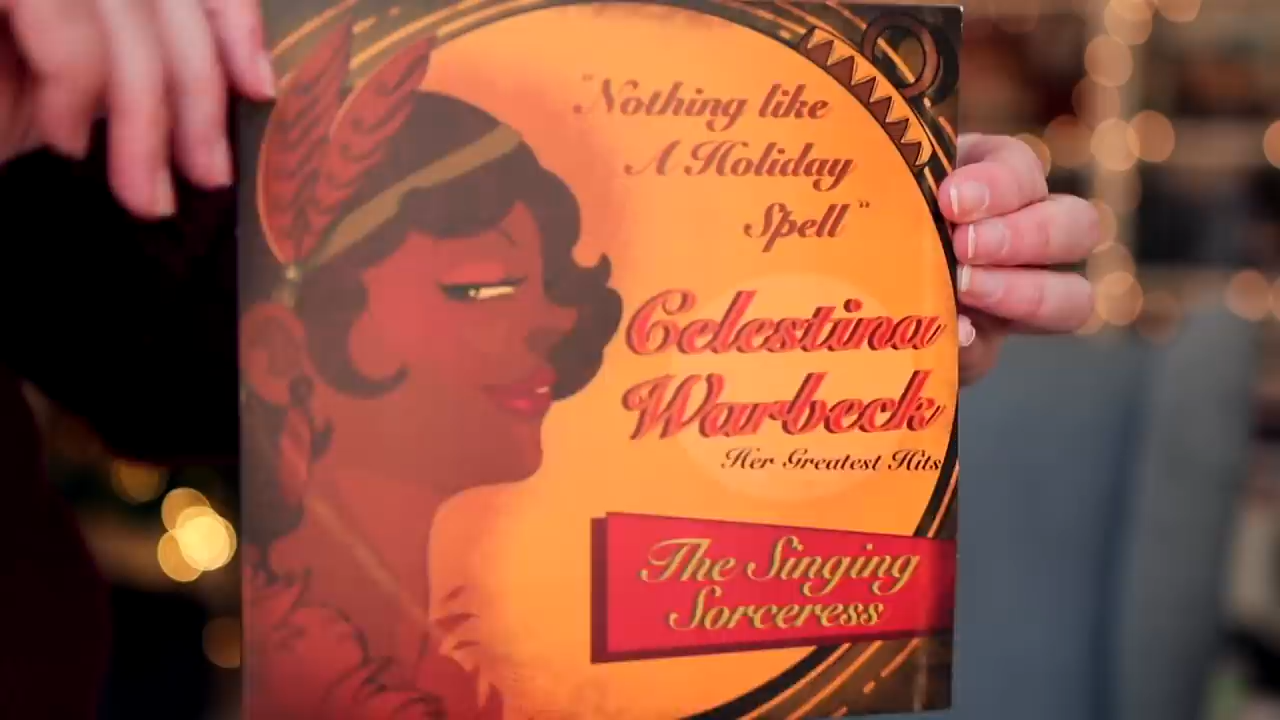 "Nothing like
A Holiday
Spell"
Celestina
Warbeck
Her Greatest Hits
The Singing
Sorceress